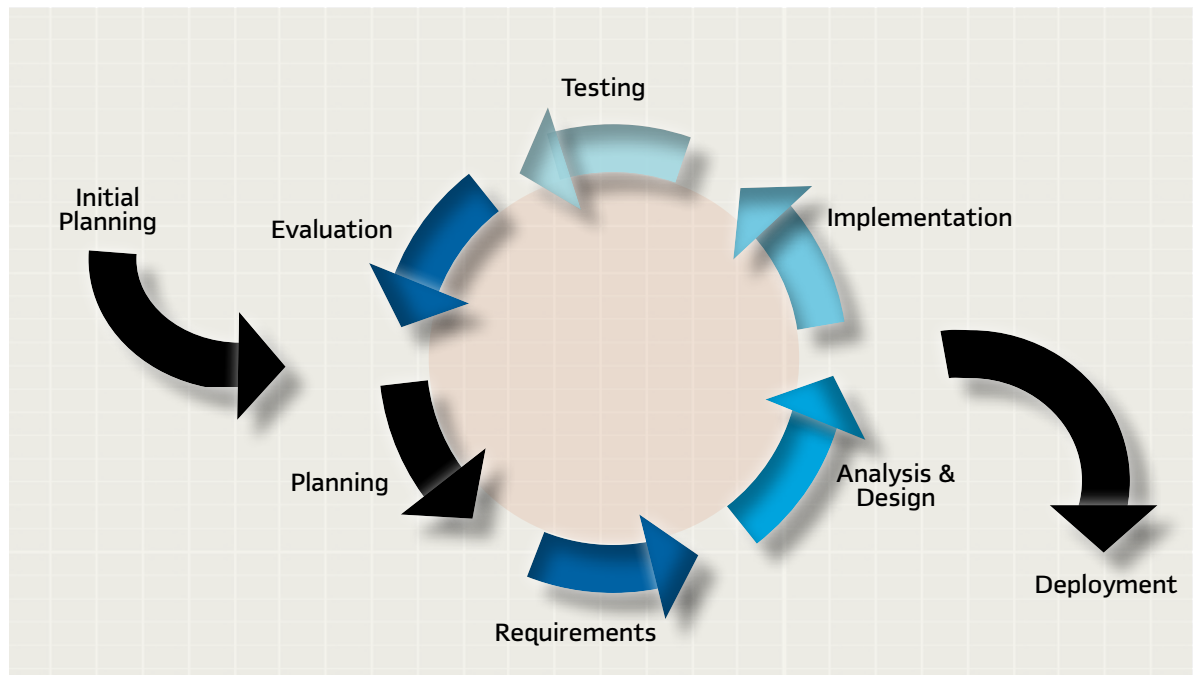 Testing
Initial
Planning
Evaluation
Implementation
Planning
Analysis &
Design
Deployment
Requirements